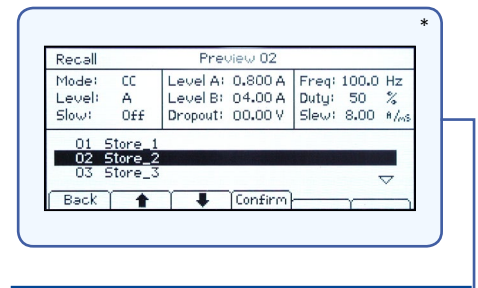 *
Recall Preview 02
Mode: CC Level A: 0.800 A Freq: 100.0 Hz
Level: A Level B: 04.00 A Duty: 50 %
Slow: Off Dropout: 00.00 V Slew: 8.00 A/ms
01 Store_1
02 Store_2
03 Store_3
Back Confirm